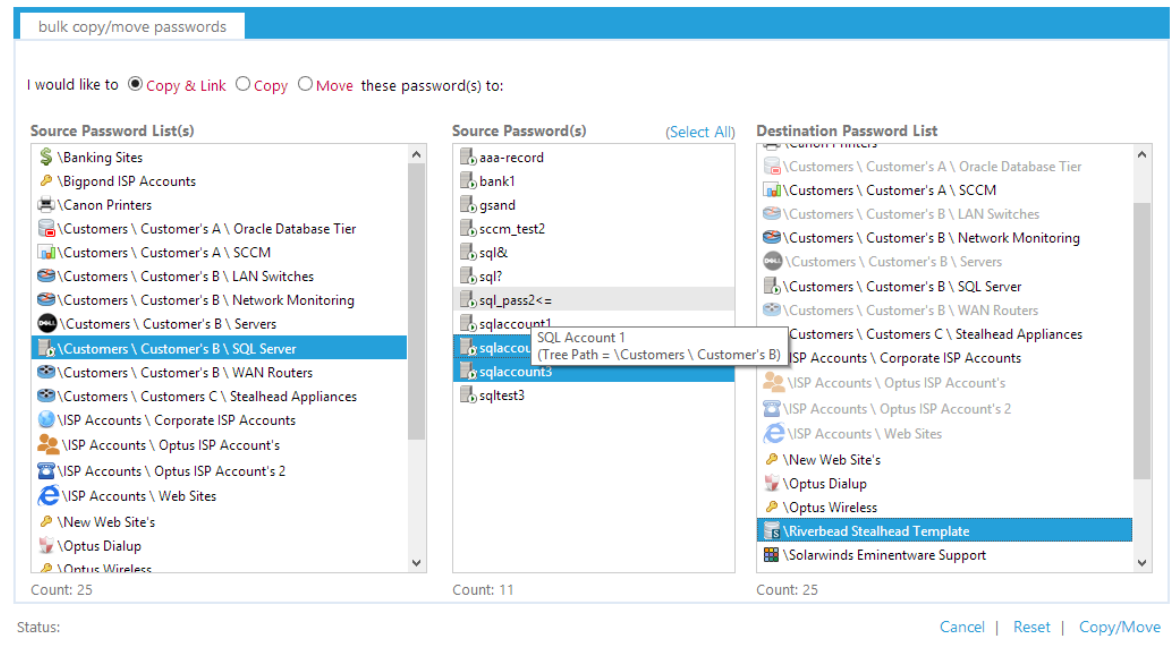 bulk copy/move passwords
I would like to Copy & Link Copy Move these password(s) to:
Source Password List(s)
\Banking Sites
\Bigpond ISP Accounts
\Canon Printers
\Customers \ Customer's A \ Oracle Database Tier
\Customers \ Customer's A \ SCCM
\Customers \ Customer's B \ LAN Switches
\Customers \ Customer's B \ Network Monitoring
\Customers \ Customer's B \ Servers
\Customers \ Customer's B \ SQL Server
\Customers \ Customer's B \ WAN Routers
\Customers \ Customers C \ Stealhead Appliances
\ISP Accounts \ Corporate ISP Accounts
\ISP Accounts \ Optus ISP Account's
\ISP Accounts \ Optus ISP Account's 2
\ISP Accounts \ Web Sites
\New Web Site's
\Optus Dialup
\Optus Wireless
Count: 25
Source Password(s) (Select All)
aaa-record
bank1
gsand
sccm_test2
sql&
sql?
sql_pass2<=
sqlaccount1
sqlaccou
SQL Account 1
(Tree Path = \Customers \ Customer's B)
sqlaccount3
sqltest3
Count: 11
Destination Password List
\Canon Printers
\Customers \ Customer's A \ Oracle Database Tier
\Customers \ Customer's A \ SCCM
\Customers \ Customer's B \ LAN Switches
\Customers \ Customer's B \ Network Monitoring
\Customers \ Customer's B \ Servers
\Customers \ Customer's B \ SQL Server
\Customers \ Customer's B \ WAN Routers
Customers \ Customers C \ Stealhead Appliances
ISP Accounts \ Corporate ISP Accounts
\ISP Accounts \ Optus ISP Account's
\ISP Accounts \ Optus ISP Account's 2
\ISP Accounts \ Web Sites
\New Web Site's
\Optus Dialup
\Optus Wireless
\Riverbead Stealhead Template
\Solarwinds Eminentware Support
Count: 25
Status:
Cancel | Reset | Copy/Move